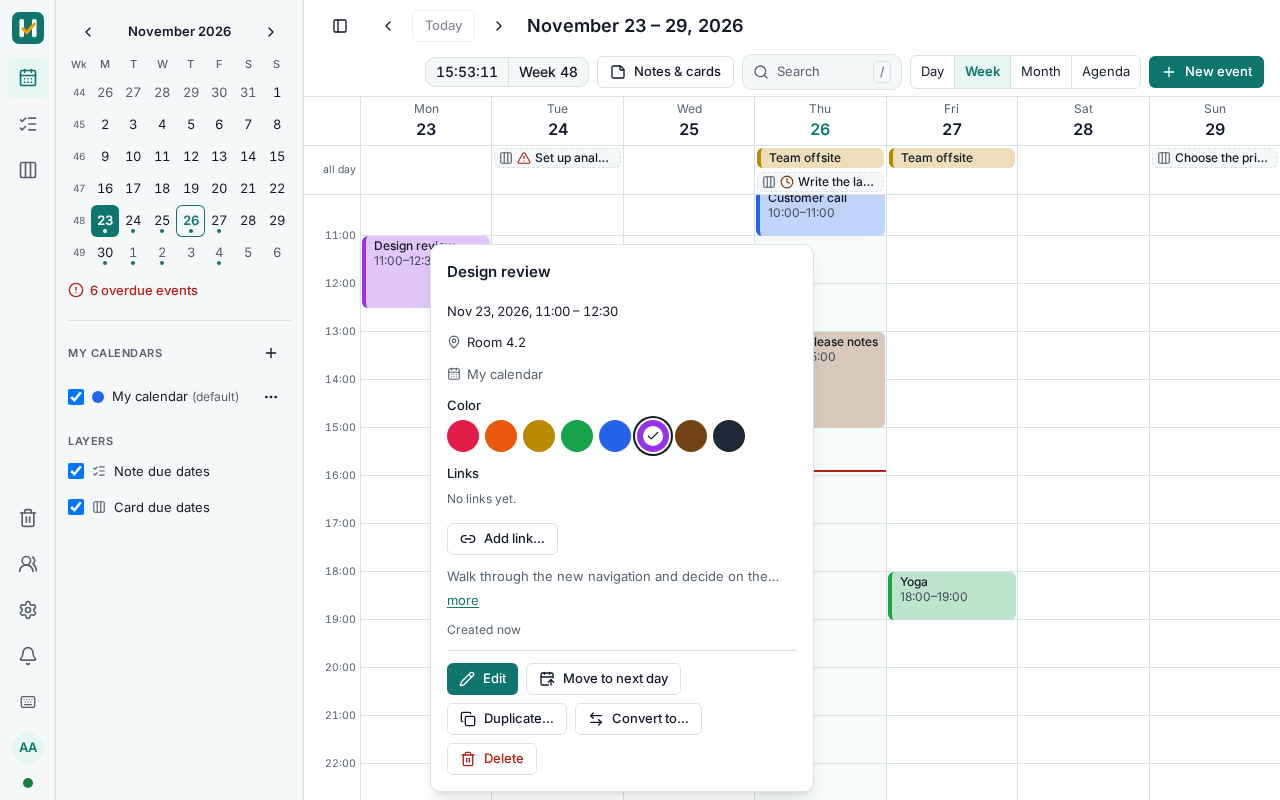 November 2026
Wk M T W T F S S
44 26 27 28 29 30 31 1
45 2 3 4 5 6 7 8
46 9 10 11 12 13 14 15
47 16 17 18 19 20 21 22
48 23 24 25 26 27 28 29
49 30 1 2 3 4 5 6
6 overdue events
MY CALENDARS
My calendar (default)
LAYERS
Note due dates
Card due dates
AA
Today
November 23 – 29, 2026
15:53:11 Week 48
Notes & cards
Search /
Day Week Month Agenda
New event
Mon Tue Wed Thu Fri Sat Sun
23 24 25 26 27 28 29
all day
Set up anal…
Team offsite
Team offsite
Write the la…
Choose the pri…
Customer call
10:00–11:00
11:00
12:00
13:00
14:00
15:00
16:00
17:00
18:00
19:00
20:00
21:00
22:00
Design review
lease notes
Yoga
18:00–19:00
Design review
Nov 23, 2026, 11:00 – 12:30
Room 4.2
My calendar
Color
Links
No links yet.
Add link…
Walk through the new navigation and decide on the…
more
Created now
Edit
Move to next day
Duplicate…
Convert to…
Delete